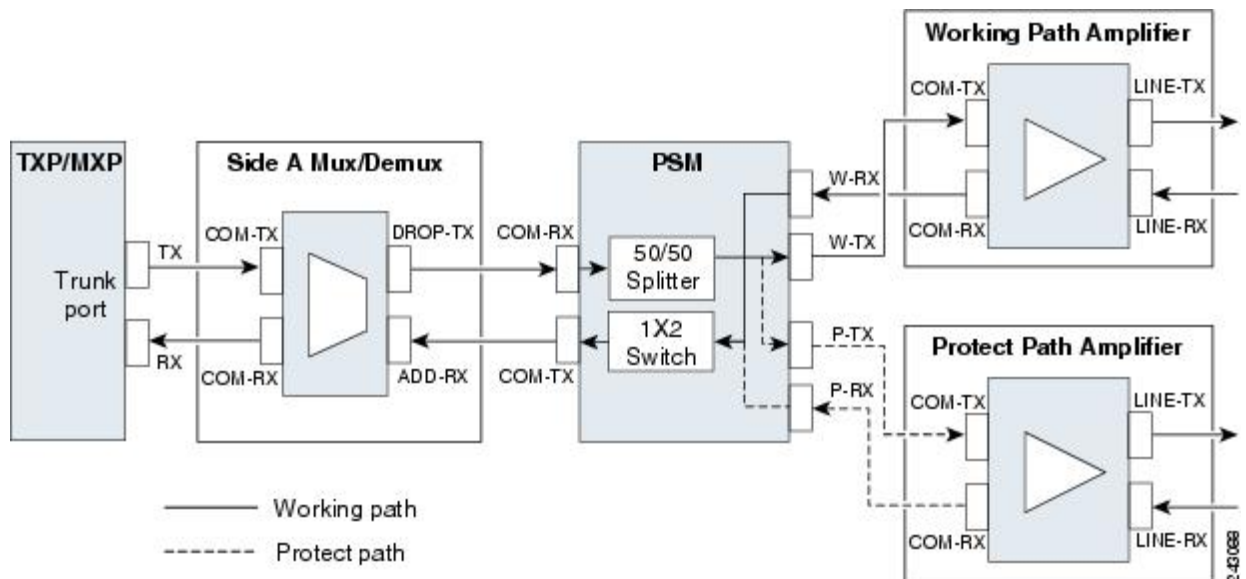 Working Path Amplifier
COM-TX
LINE-TX
COM-RX
LINE-RX
TXP/MXP
Trunk
port
TX
RX
Side A Mux/Demux
COM-TX
DROP-TX
COM-RX
ADD-RX
PSM
COM-RX
50/50
Splitter
1X2
Switch
COM-TX
W-RX
W-TX
P-TX
P-RX
Protect Path Amplifier
COM-TX
LINE-TX
COM-RX
LINE-RX
Working path
Protect path
243088